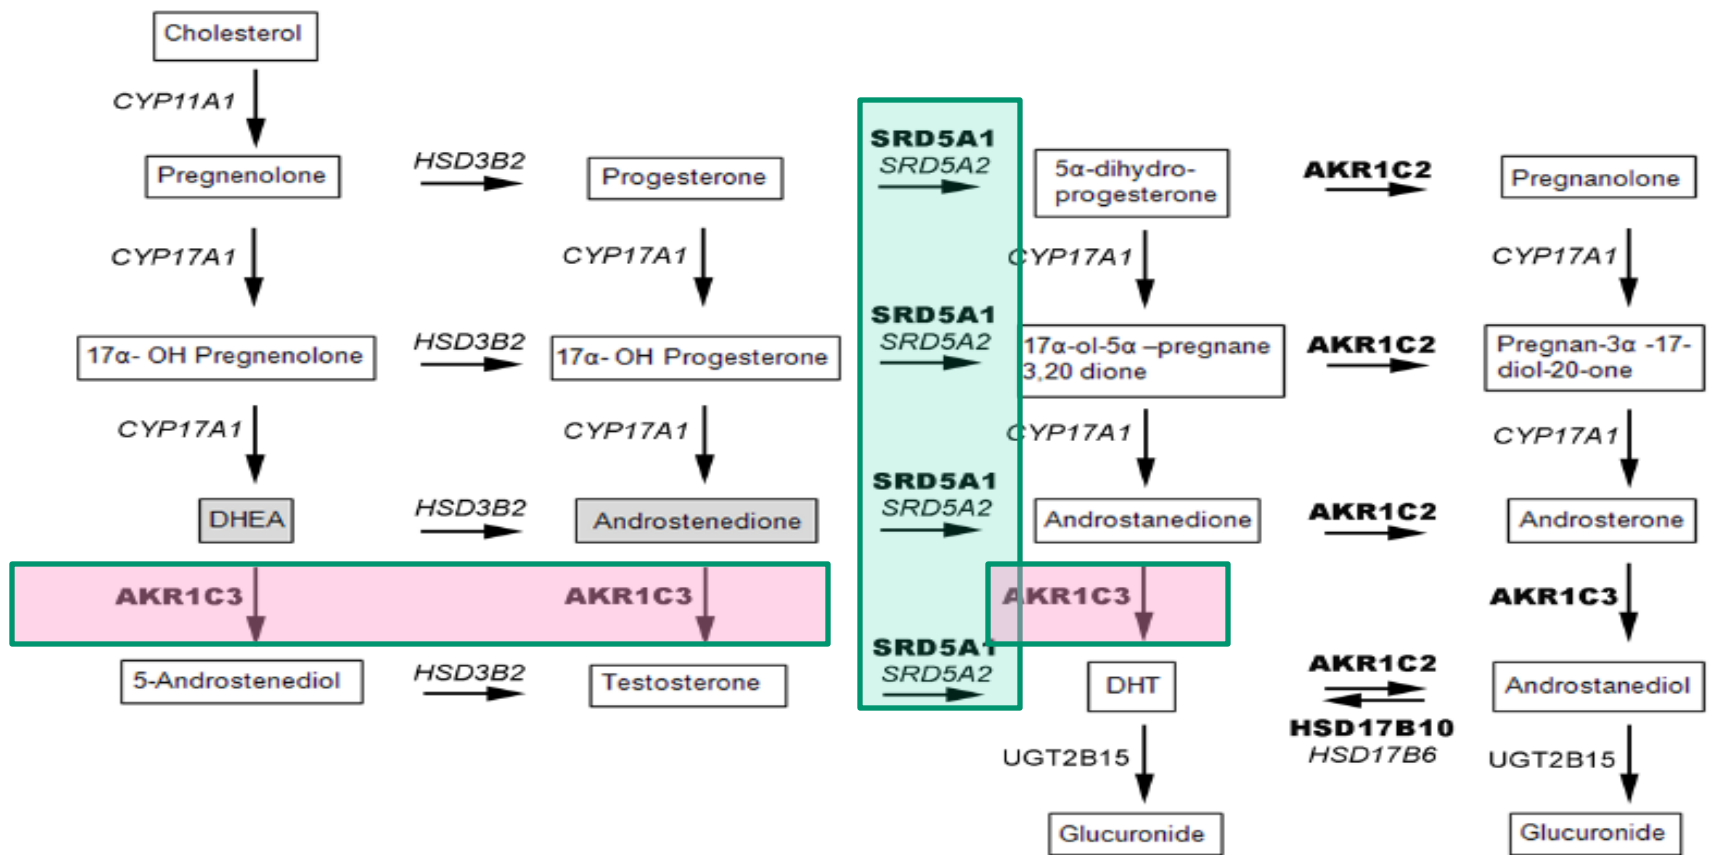 Cholesterol
CYP11A1
Pregnenolone
HSD3B2
Progesterone
SRD5A1
SRD5A2
5α-dihydro-
progesterone
AKR1C2
Pregnanolone
CYP17A1
CYP17A1
CYP17A1
CYP17A1
17α- OH Pregnenolone
HSD3B2
17α- OH Progesterone
SRD5A1
SRD5A2
17α-ol-5α –pregnane
3,20 dione
AKR1C2
Pregnan-3α -17-
diol-20-one
CYP17A1
CYP17A1
CYP17A1
CYP17A1
DHEA
HSD3B2
Androstenedione
SRD5A1
SRD5A2
Androstanedione
AKR1C2
Androsterone
AKR1C3
AKR1C3
AKR1C3
AKR1C3
5-Androstenediol
HSD3B2
Testosterone
SRD5A1
SRD5A2
DHT
AKR1C2
HSD17B10
HSD17B6
Androstanediol
UGT2B15
UGT2B15
Glucuronide
Glucuronide